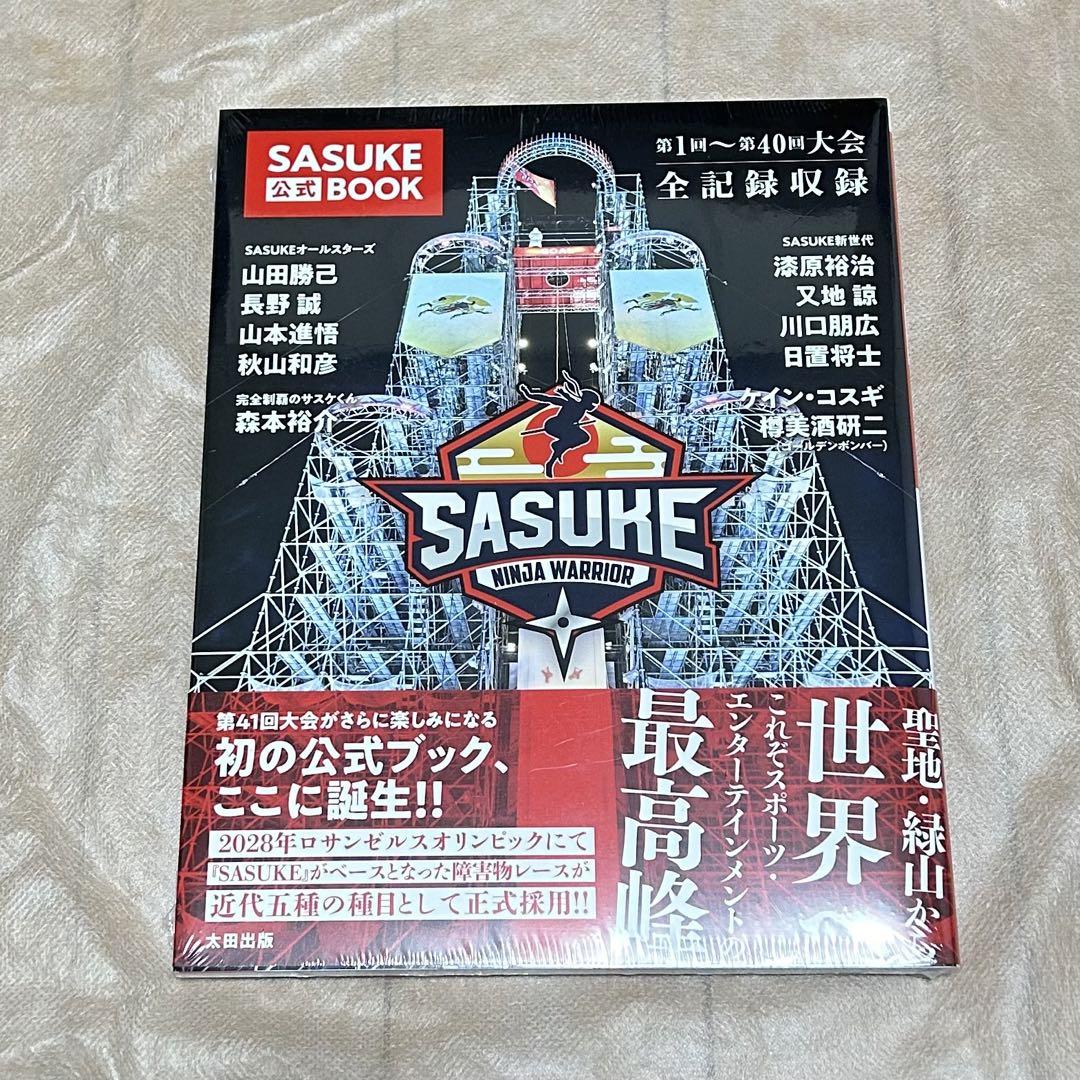 SASUKE
公式 BOOK
第1回〜第40回大会
全記録収録
SASUKEオールスターズ
山田勝己
長野 誠
山本進悟
秋山和彦
完全制覇のサスケくん
森本裕介
SASUKE新世代
漆原裕治
又地 諒
川口朋広
日置将士
ケイン・コスギ
樽美酒研二
(ゴールデンボンバー)
SASUKE
NINJA WARRIOR
聖地・緑山から
世界へ
これぞスポーツ・
エンターテインメントの
最高峰
第41回大会がさらに楽しみになる
初の公式ブック、
ここに誕生!!
2028年ロサンゼルスオリンピックにて
『SASUKE』がベースとなった障害物レースが
近代五種の種目として正式採用!!
太田出版